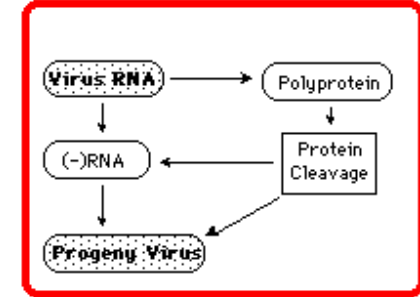 Virus RNA
Polyprotein
(-)RNA
Protein
Cleavage
Progeny Virus